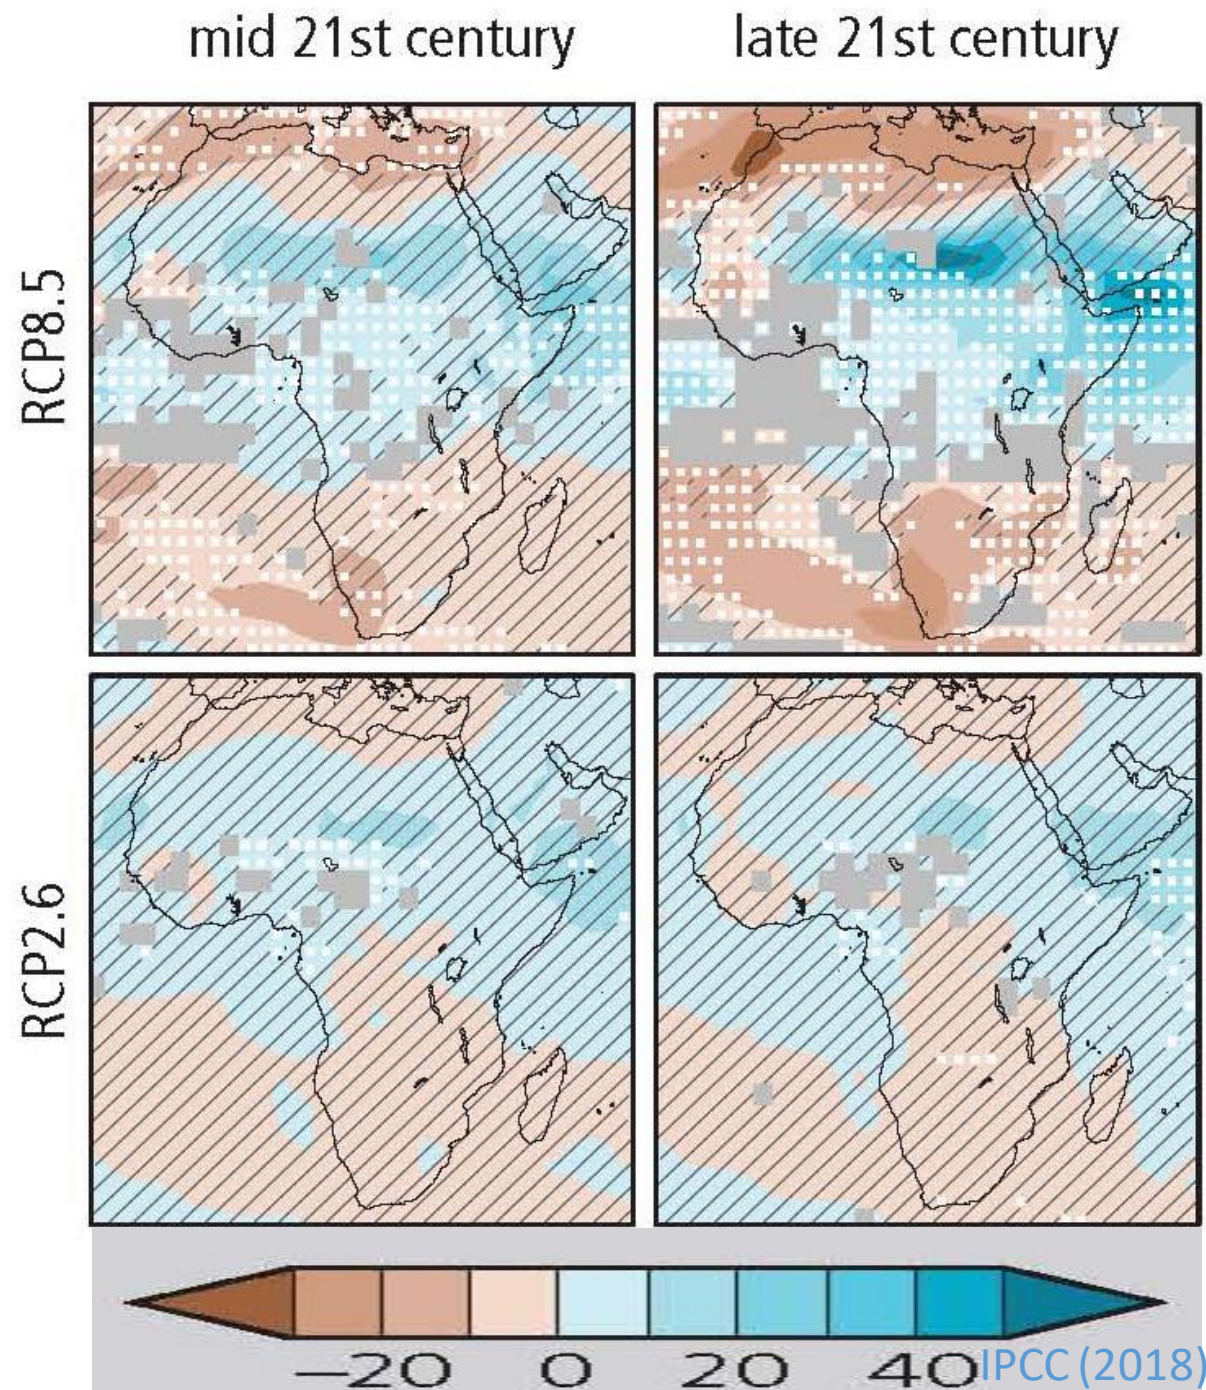 mid 21st century
late 21st century
RCP8.5
RCP2.6
−20 0 20 40
IPCC (2018)